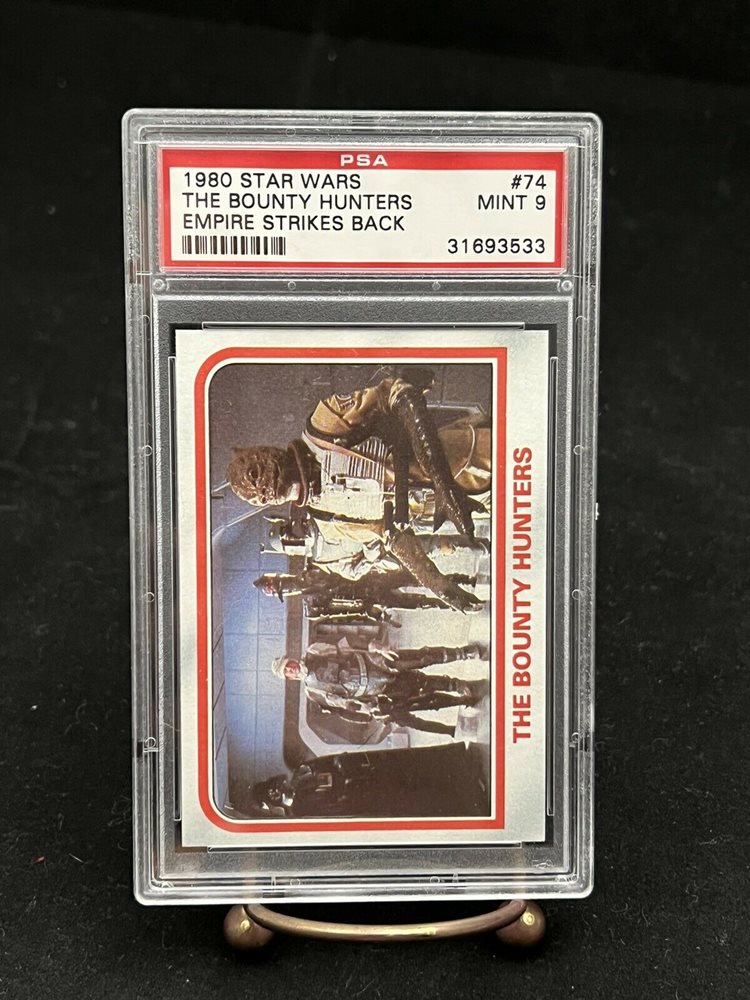 PSA
1980 STAR WARS #74
THE BOUNTY HUNTERS MINT 9
EMPIRE STRIKES BACK
31693533
THE BOUNTY HUNTERS